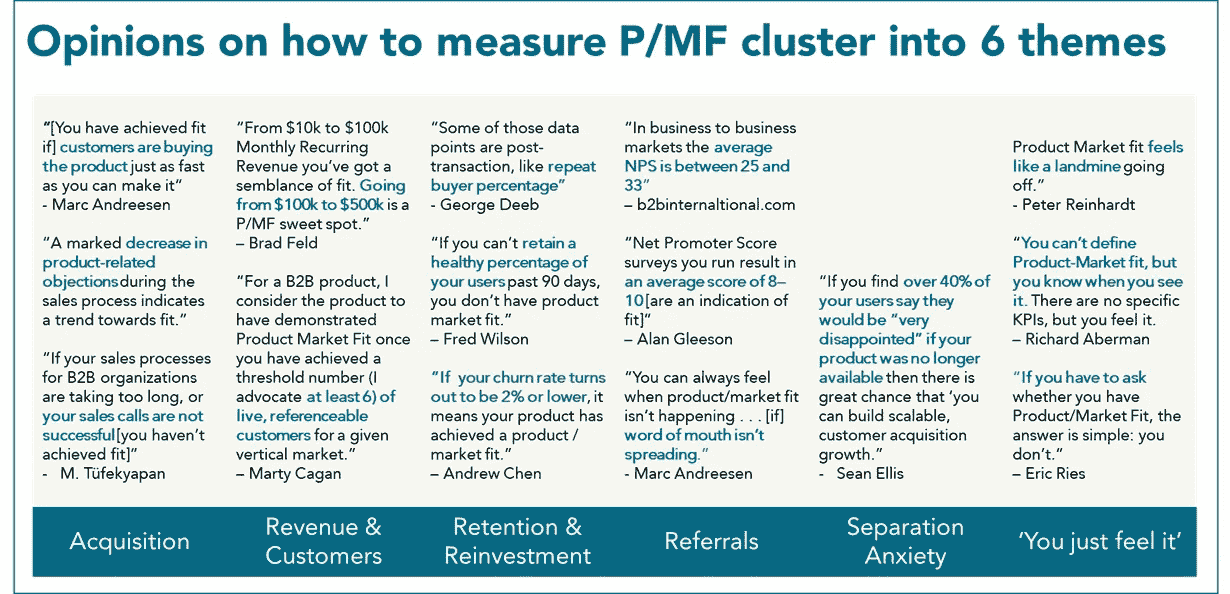 Opinions on how to measure P/MF cluster into 6 themes
“[You have achieved fit
if] customers are buying
the product just as fast
as you can make it”
- Marc Andreesen
“A marked decrease in
product-related
objections during the
sales process indicates
a trend towards fit.”
“If your sales processes
for B2B organizations
are taking too long, or
your sales calls are not
successful [you haven’t
achieved fit]”
- M. Tüfekyapan
Acquisition
“From $10k to $100k
Monthly Recurring
Revenue you’ve got a
semblance of fit. Going
from $100k to $500k is a
P/MF sweet spot.”
– Brad Feld
“For a B2B product, I
consider the product to
have demonstrated
Product Market Fit once
you have achieved a
threshold number (I
advocate at least 6) of
live, referenceable
customers for a given
vertical market.”
– Marty Cagan
Revenue &
Customers
“Some of those data
points are post-
transaction, like repeat
buyer percentage”
- George Deeb
“If you can’t retain a
healthy percentage of
your users past 90 days,
you don’t have product
market fit.”
– Fred Wilson
“If your churn rate turns
out to be 2% or lower, it
means your product has
achieved a product /
market fit.”
– Andrew Chen
Retention &
Reinvestment
“In business to business
markets the average
NPS is between 25 and
33”
– b2binternaltional.com
“Net Promoter Score
surveys you run result in
an average score of 8–
10 [are an indication of
fit]”
– Alan Gleeson
“You can always feel
when product/market fit
isn’t happening . . . [if]
word of mouth isn’t
spreading.”
- Marc Andreesen
Referrals
“If you find over 40% of
your users say they
would be “very
disappointed” if your
product was no longer
available then there is
great chance that ‘you
can build scalable,
customer acquisition
growth.”
- Sean Ellis
Separation
Anxiety
Product Market fit feels
like a landmine going
off.”
- Peter Reinhardt
“You can’t define
Product-Market fit, but
you know when you see
it. There are no specific
KPIs, but you feel it.
– Richard Aberman
“If you have to ask
whether you have
Product/Market Fit, the
answer is simple: you
don’t.”
– Eric Ries
‘You just feel it’